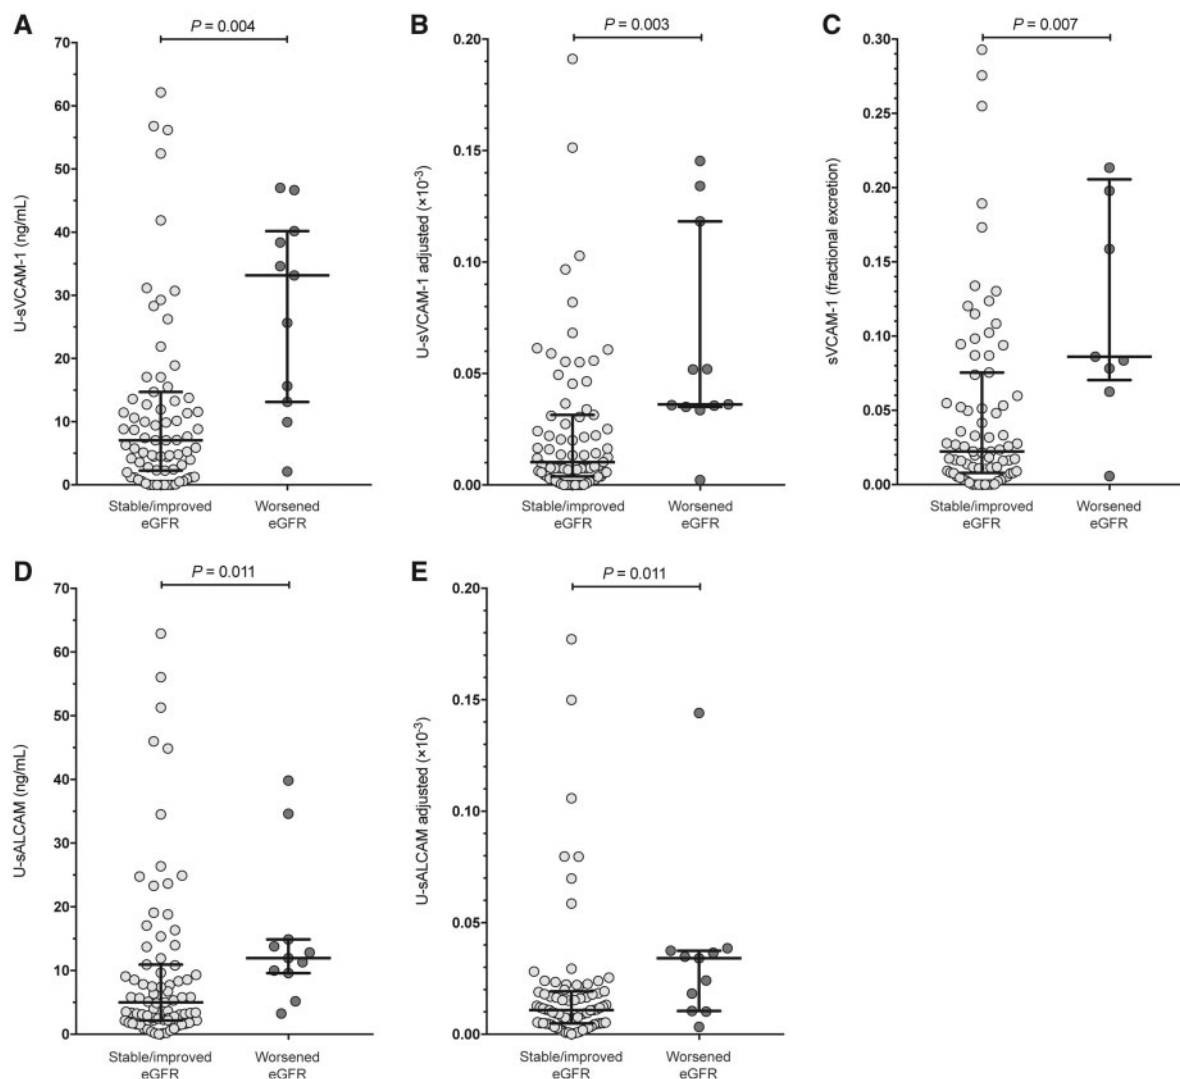 A
P = 0.004
70
60
50
40
30
20
10
0
U-sVCAM-1 (ng/mL)
Stable/improved
eGFR
Worsened
eGFR
B
P = 0.003
0.20
0.15
0.10
0.05
0.00
U-sVCAM-1 adjusted (×10⁻³)
Stable/improved
eGFR
Worsened
eGFR
C
P = 0.007
0.30
0.25
0.20
0.15
0.10
0.05
0.00
sVCAM-1 (fractional excretion)
Stable/improved
eGFR
Worsened
eGFR
D
P = 0.011
70
60
50
40
30
20
10
0
U-sALCAM (ng/mL)
Stable/improved
eGFR
Worsened
eGFR
E
P = 0.011
0.20
0.15
0.10
0.05
0.00
U-sALCAM adjusted (×10⁻³)
Stable/improved
eGFR
Worsened
eGFR